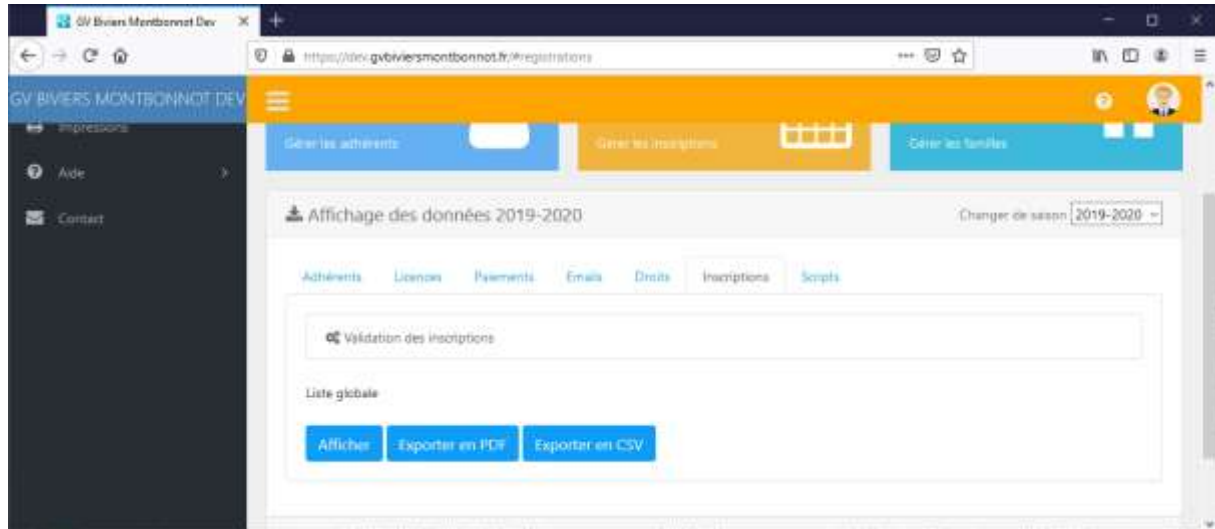 GV Biviers Montbonnot Dev
https://dev.gvbiviersmontbonnot.fr/#registrations
GV BIVIERS MONTBONNOT DEV
Impressions
Gérer les adhérents
Gérer les inscriptions
Gérer les familles
Aide
Contact
Affichage des données 2019-2020
Changer de saison 2019-2020
Adhérents Licences Paiements Emails Droits Inscriptions Scripts
Validation des inscriptions
Liste globale
Afficher Exporter en PDF Exporter en CSV